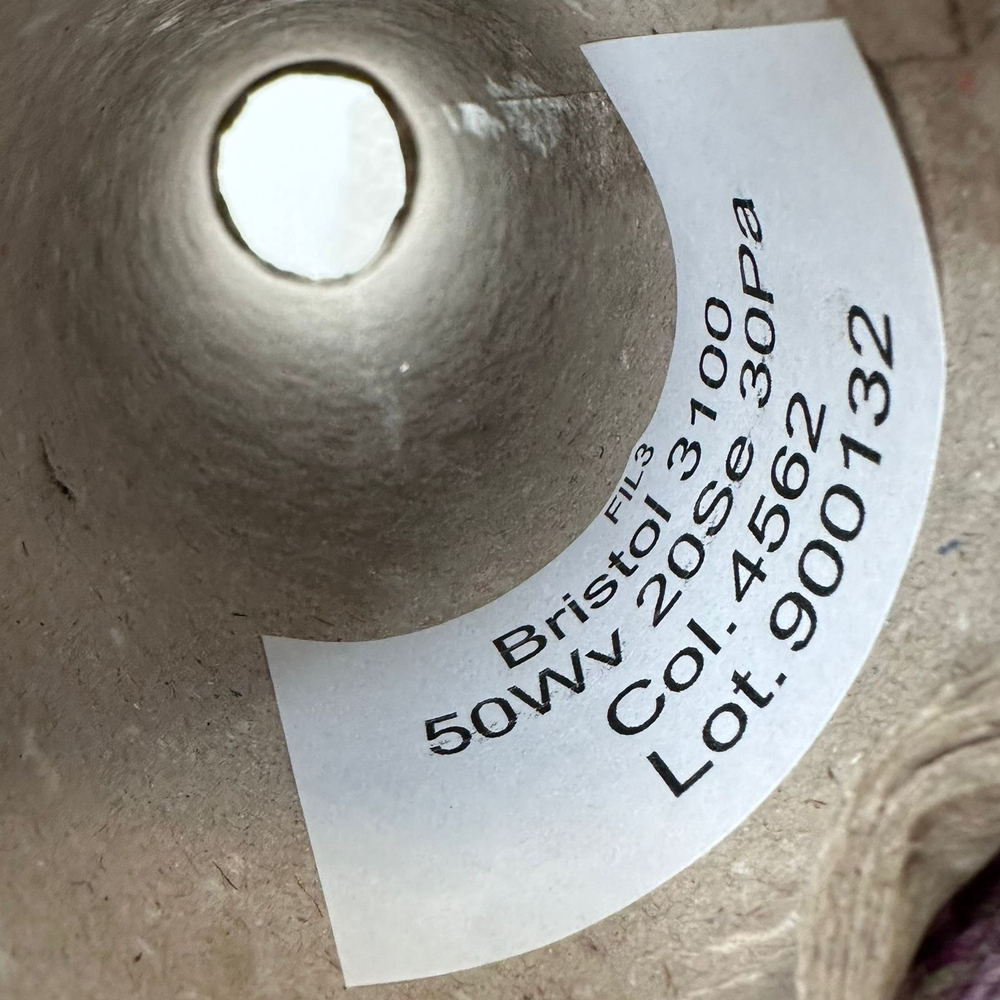 FIL3
Bristol 3100
50Wv 20Se 30Pa
Col. 4562
Lot. 900132